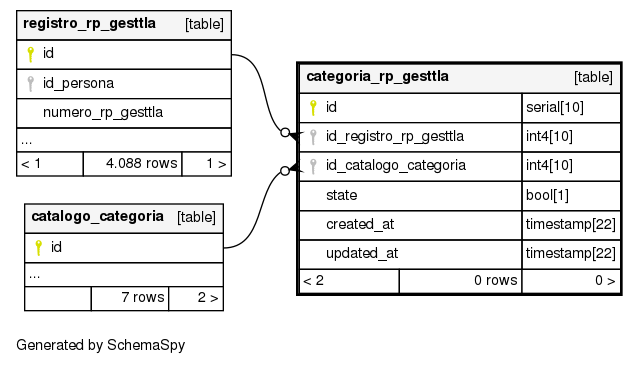 registro_rp_gesttla [table]
id
id_persona
numero_rp_gesttla
...
< 1 4.088 rows 1 >
catalogo_categoria [table]
id
...
7 rows 2 >
categoria_rp_gesttla [table]
id serial[10]
id_registro_rp_gesttla int4[10]
id_catalogo_categoria int4[10]
state bool[1]
created_at timestamp[22]
updated_at timestamp[22]
< 2 0 rows 0 >
Generated by SchemaSpy